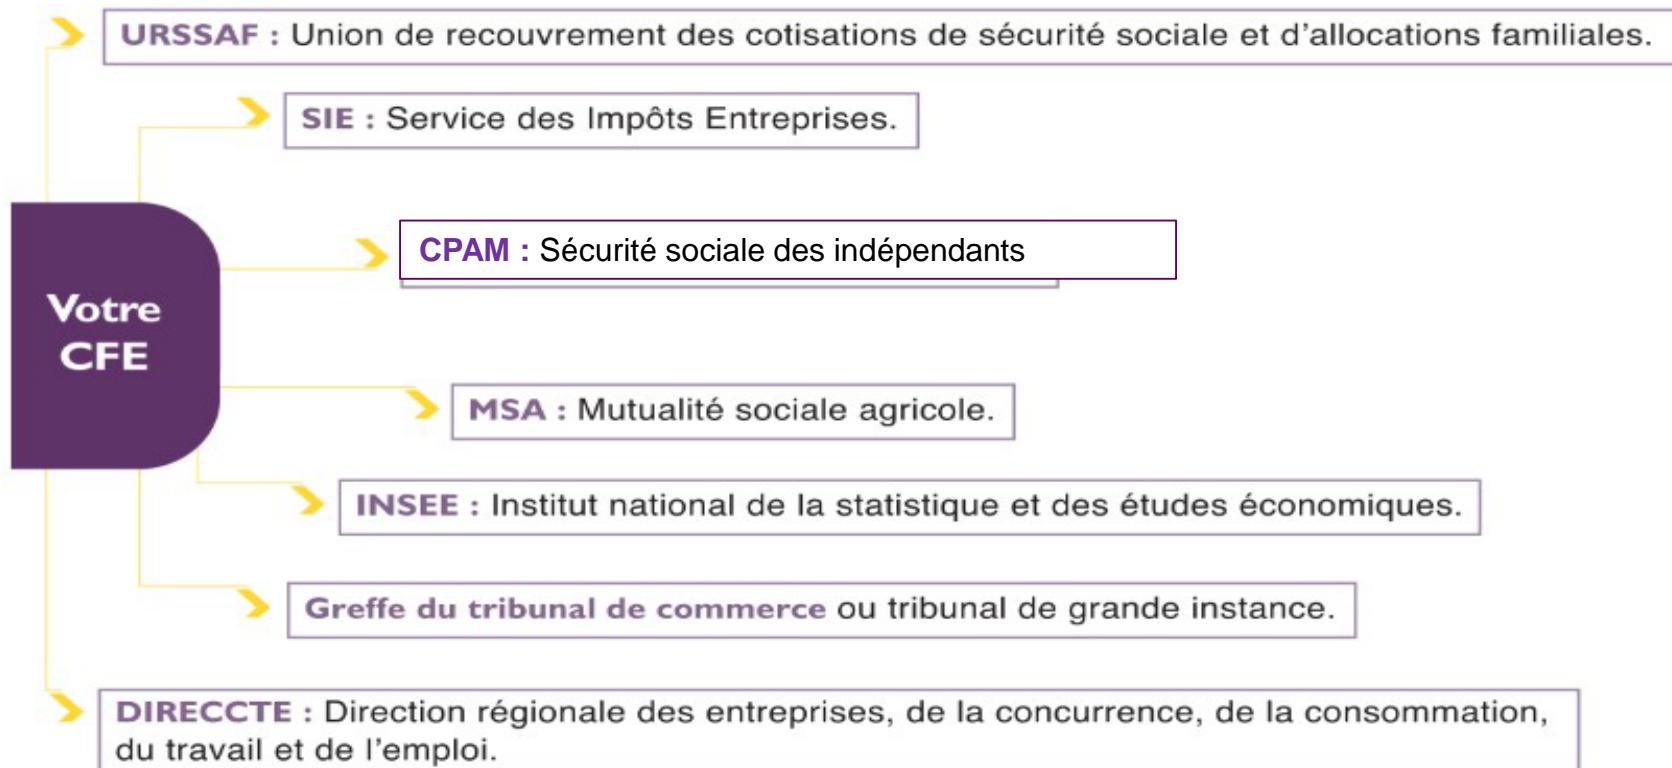 URSSAF : Union de recouvrement des cotisations de sécurité sociale et d'allocations familiales.
SIE : Service des Impôts Entreprises.
CPAM : Sécurité sociale des indépendants
Votre
CFE
MSA : Mutualité sociale agricole.
INSEE : Institut national de la statistique et des études économiques.
Greffe du tribunal de commerce ou tribunal de grande instance.
DIRECCTE : Direction régionale des entreprises, de la concurrence, de la consommation,
du travail et de l'emploi.